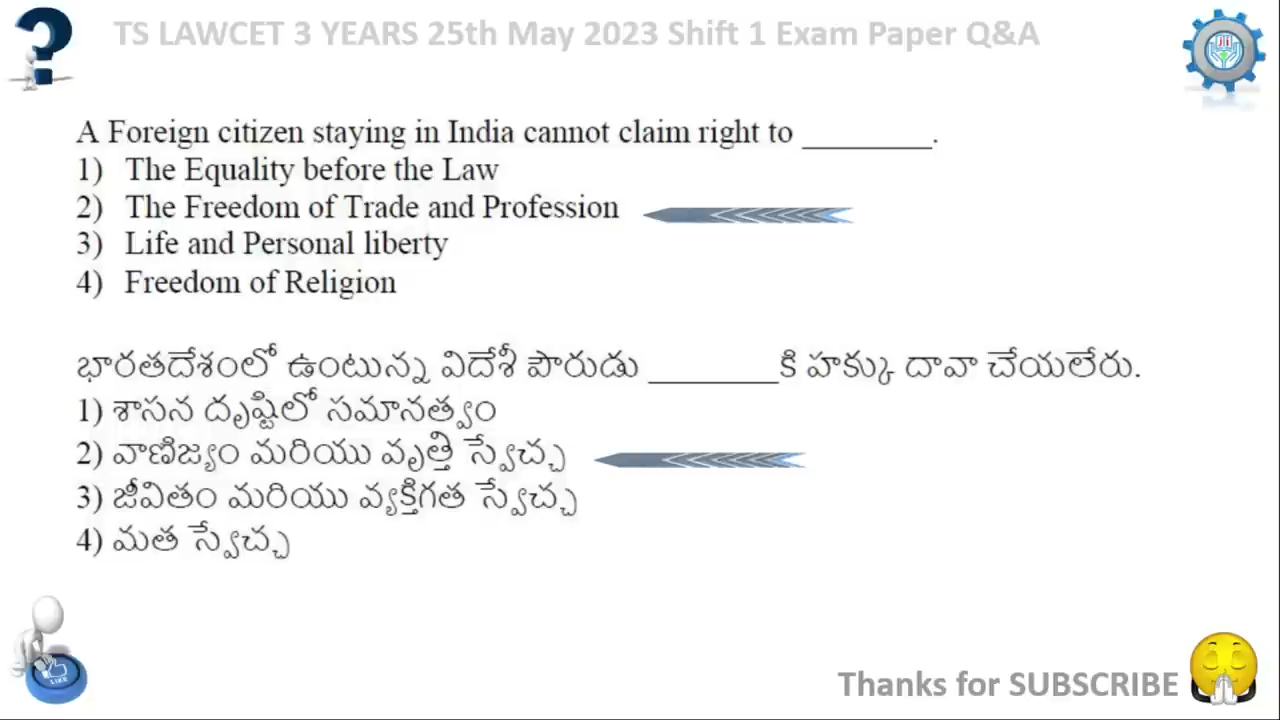 TS LAWCET 3 YEARS 25th May 2023 Shift 1 Exam Paper Q&A
A Foreign citizen staying in India cannot claim right to ________.
1) The Equality before the Law
2) The Freedom of Trade and Profession
3) Life and Personal liberty
4) Freedom of Religion
భారతదేశంలో ఉంటున్న విదేశీ పౌరుడు ________కి హక్కు దావా చేయలేరు.
1) శాసన దృష్టిలో సమానత్వం
2) వాణిజ్యం మరియు వృత్తి స్వేచ్ఛ
3) జీవితం మరియు వ్యక్తిగత స్వేచ్ఛ
4) మత స్వేచ్ఛ
LIKE
Thanks for SUBSCRIBE